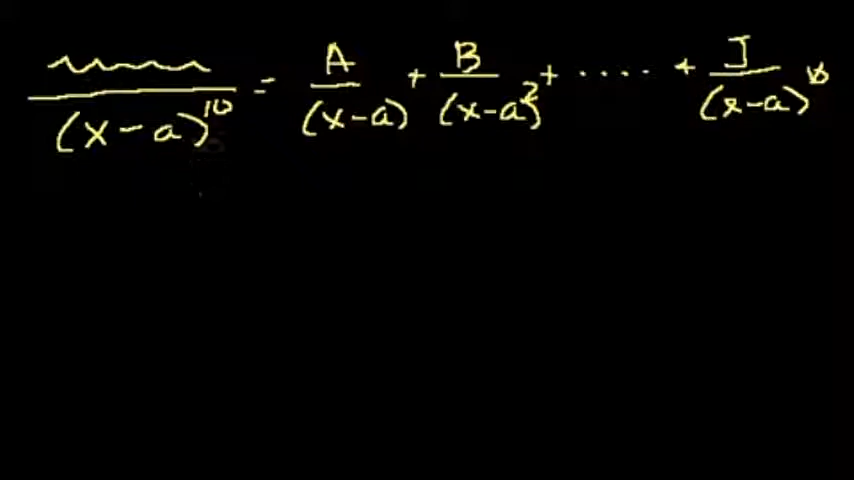 /(x-a)^10 = A/(x-a) + B/(x-a)^2 + .... + J/(x-a)^10